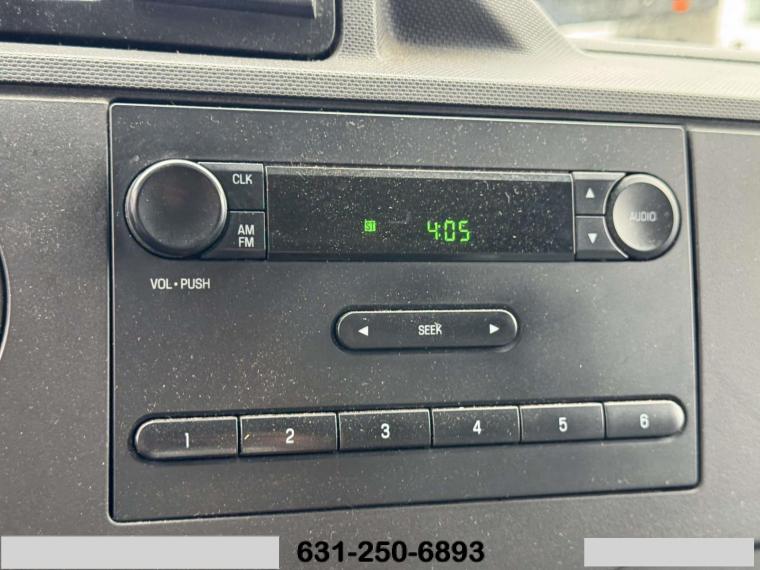 CLK
AM
FM
ST
4:05
AUDIO
VOL • PUSH
SEEK
1 2 3 4 5 6
631-250-6893